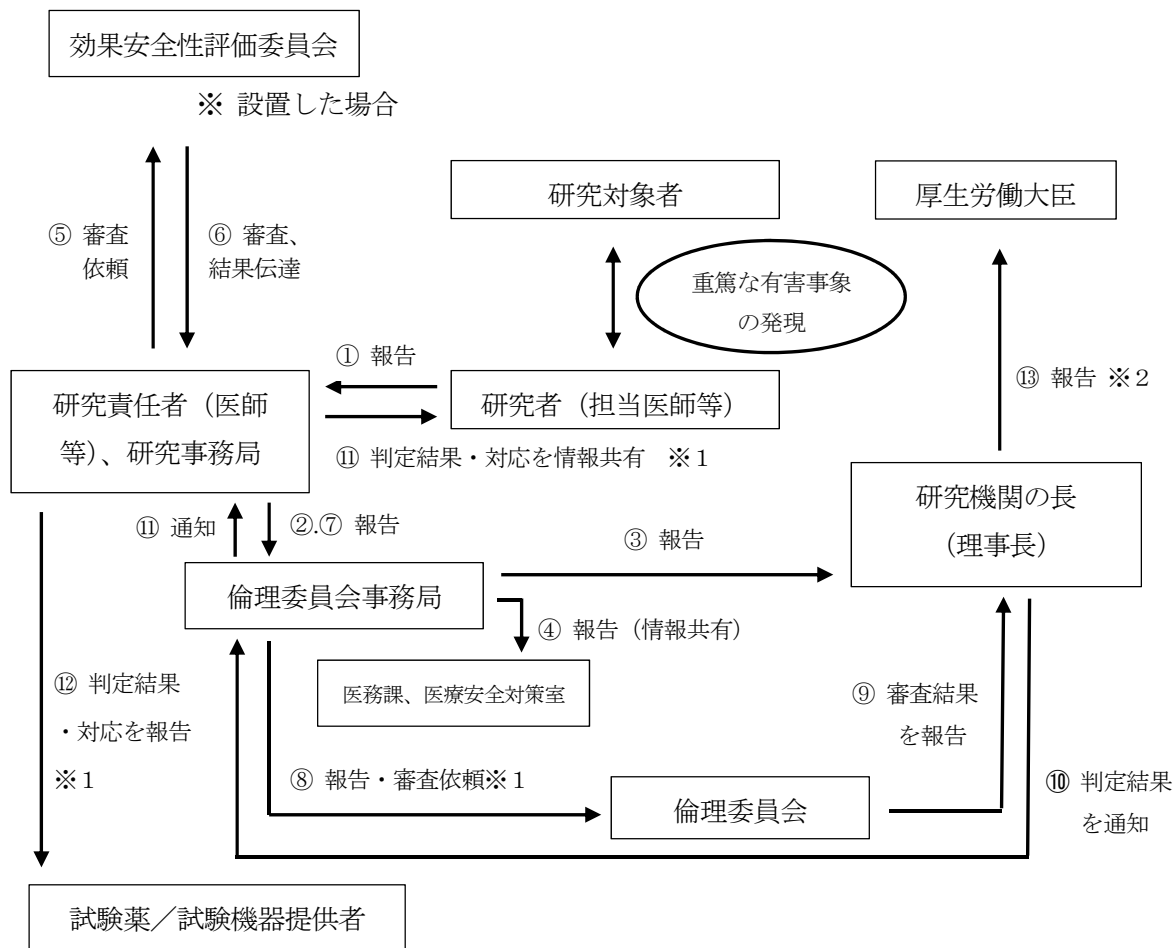 効果安全性評価委員会
※ 設置した場合
研究対象者
厚生労働大臣
⑤ 審査
依頼
⑥ 審査、
結果伝達
重篤な有害事象
の発現
① 報告
⑬ 報告 ※２
研究責任者（医師
等）、研究事務局
研究者（担当医師等）
⑪ 判定結果・対応を情報共有 ※１
研究機関の長
（理事長）
⑪ 通知
②.⑦ 報告
③ 報告
倫理委員会事務局
④ 報告（情報共有）
医務課、医療安全対策室
⑫ 判定結果
・対応を報告
※１
⑨ 審査結果
を報告
⑧ 報告・審査依頼※１
倫理委員会
⑩ 判定結果
を通知
試験薬／試験機器提供者